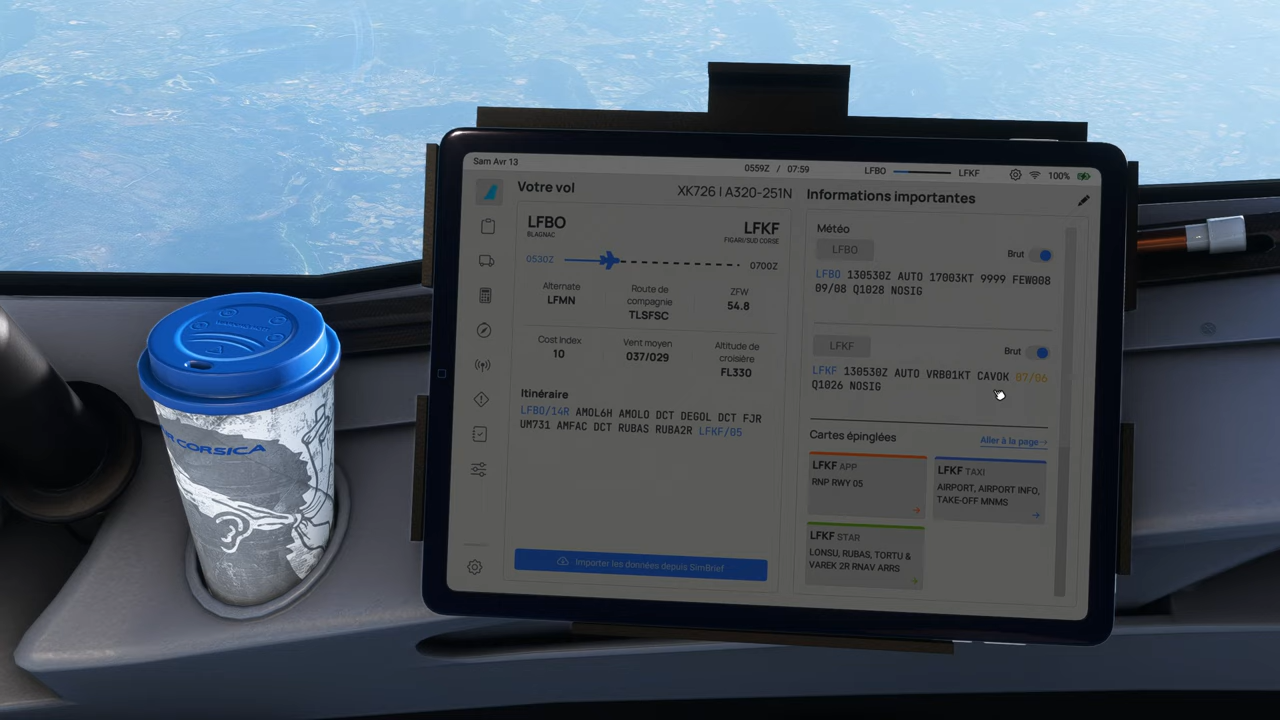 Sam Avr 13
0559Z / 07:59
LFBO
LFKF
100%
Votre vol
XK726 | A320-251N
LFBO
BLAGNAC
LFKF
FIGARI/SUD CORSE
0530Z
0700Z
Alternate
LFMN
Route de
compagnie
TLSFSC
ZFW
54.8
Cost Index
10
Vent moyen
037/029
Altitude de
croisière
FL330
Itinéraire
LFBO/14R AMOL6H AMOLO DCT DEGOL DCT FJR
UM731 AMFAC DCT RUBAS RUBA2R LFKF/05
Importer les données depuis SimBrief
Informations importantes
Météo
LFBO
Brut
LFBO 130530Z AUTO 17003KT 9999 FEW008
09/08 Q1028 NOSIG
LFKF
Brut
LFKF 130530Z AUTO VRB01KT CAVOK 07/06
Q1026 NOSIG
Cartes épinglées
Aller à la page→
LFKF APP
RNP RWY 05
LFKF TAXI
AIRPORT, AIRPORT INFO,
TAKE-OFF MNMS
LFKF STAR
LONSU, RUBAS, TORTU &
VAREK 2R RNAV ARRS
CORSICA